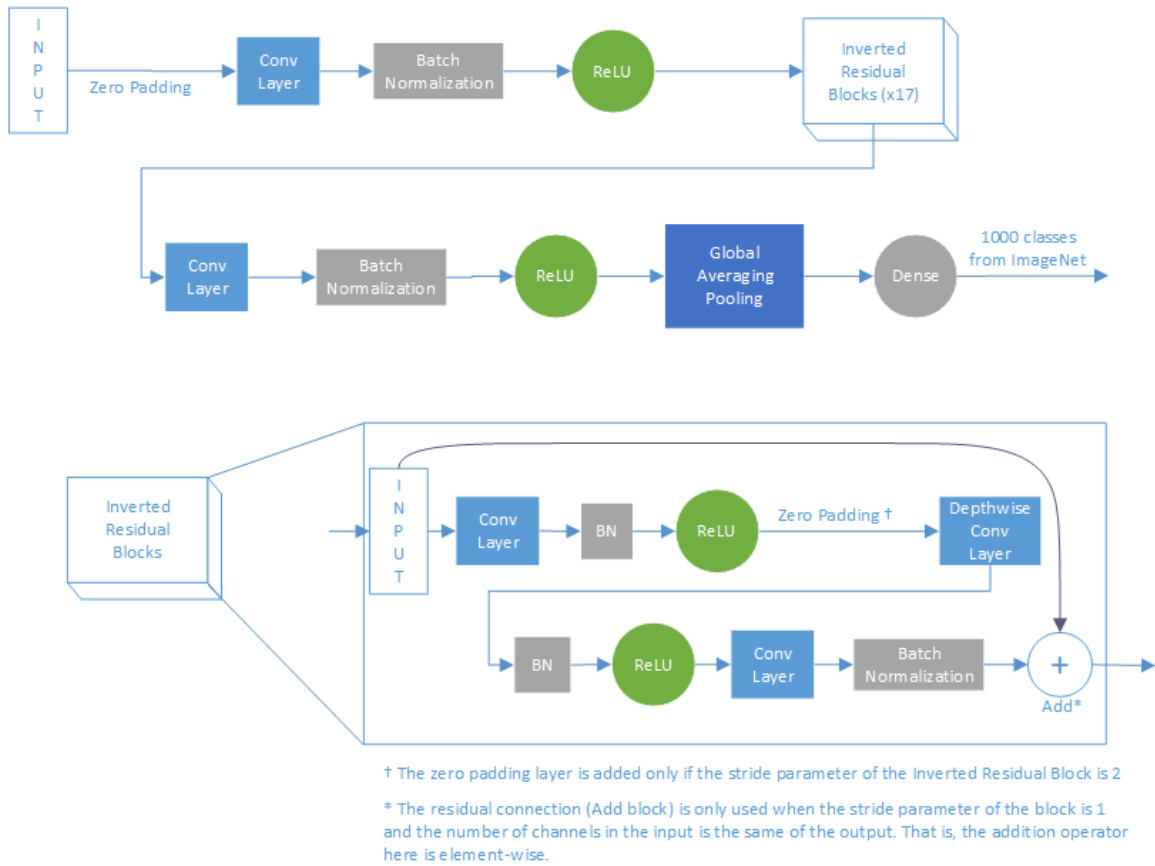 INPUT
Zero Padding
Conv
Layer
Batch
Normalization
ReLU
Inverted
Residual
Blocks (x17)
Conv
Layer
Batch
Normalization
ReLU
Global
Averaging
Pooling
Dense
1000 classes
from ImageNet
Inverted
Residual
Blocks
INPUT
Conv
Layer
BN
ReLU
Zero Padding †
Depthwise
Conv
Layer
BN
ReLU
Conv
Layer
Batch
Normalization
+
Add*
† The zero padding layer is added only if the stride parameter of the Inverted Residual Block is 2
* The residual connection (Add block) is only used when the stride parameter of the block is 1
and the number of channels in the input is the same of the output. That is, the addition operator
here is element-wise.